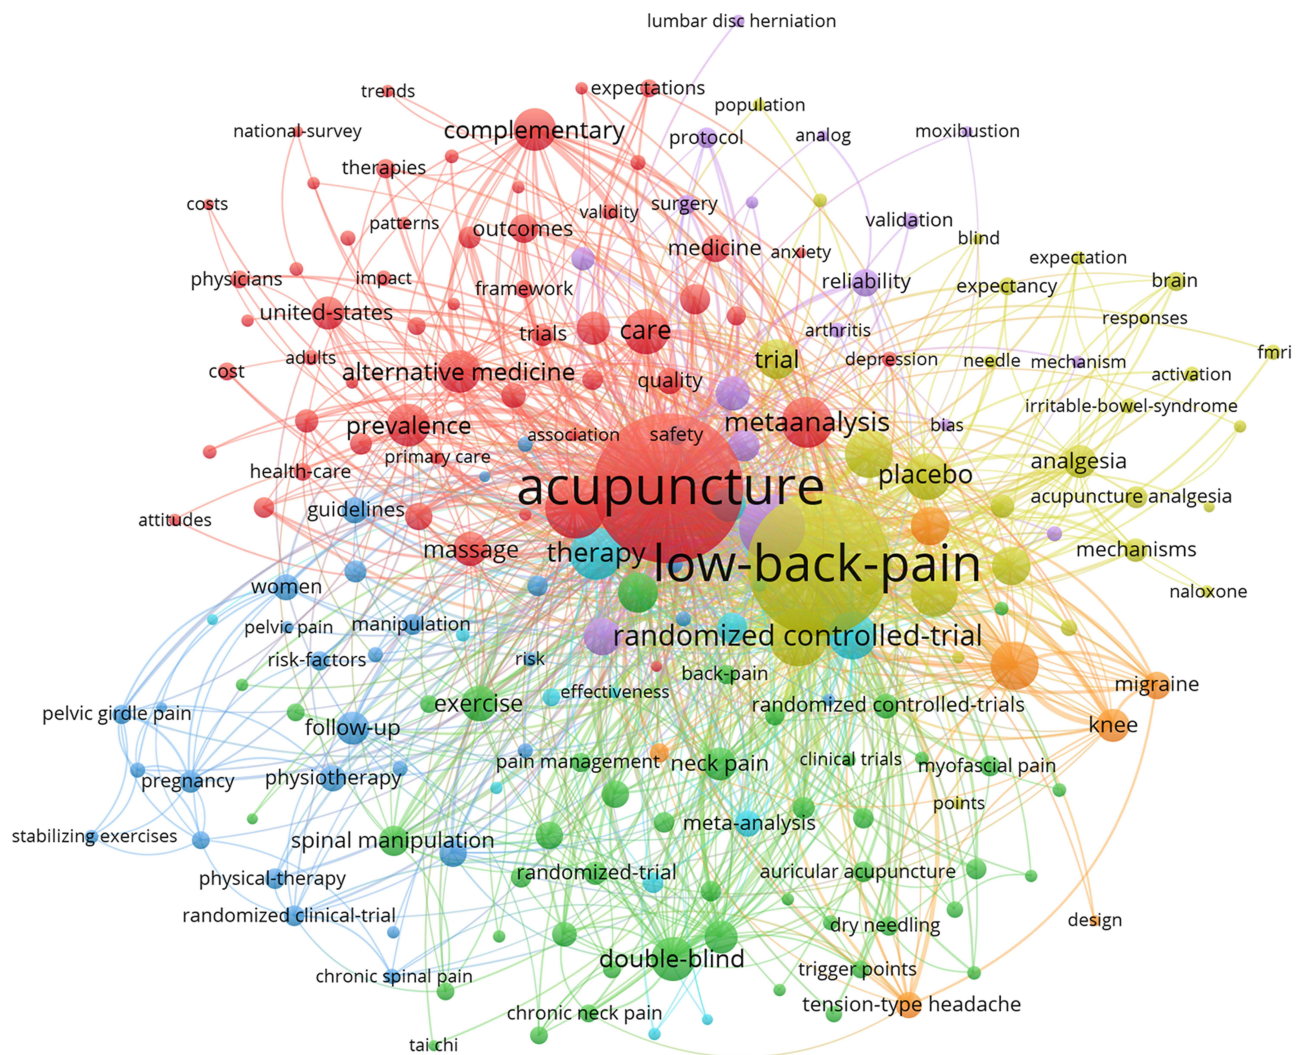 lumbar disc herniation
trends
expectations
population
national-survey
complementary
protocol
analog
moxibustion
therapies
costs
patterns
outcomes
validity
surgery
validation
medicine
anxiety
blind
physicians
impact
framework
reliability
expectation
expectancy
brain
united-states
trials
care
arthritis
responses
adults
trial
depression
needle
mechanism
fmri
cost
alternative medicine
quality
activation
irritable-bowel-syndrome
prevalence
association
safety
metaanalysis
bias
primary care
health-care
placebo
analgesia
acupuncture
acupuncture analgesia
attitudes
guidelines
massage
therapy
low-back-pain
mechanisms
women
naloxone
pelvic pain
manipulation
randomized controlled-trial
risk-factors
risk
back-pain
effectiveness
migraine
pelvic girdle pain
exercise
randomized controlled-trials
follow-up
knee
pregnancy
physiotherapy
pain management
neck pain
clinical trials
myofascial pain
points
stabilizing exercises
spinal manipulation
meta-analysis
physical-therapy
randomized-trial
auricular acupuncture
randomized clinical-trial
dry needling
design
double-blind
chronic spinal pain
trigger points
chronic neck pain
tension-type headache
tai chi